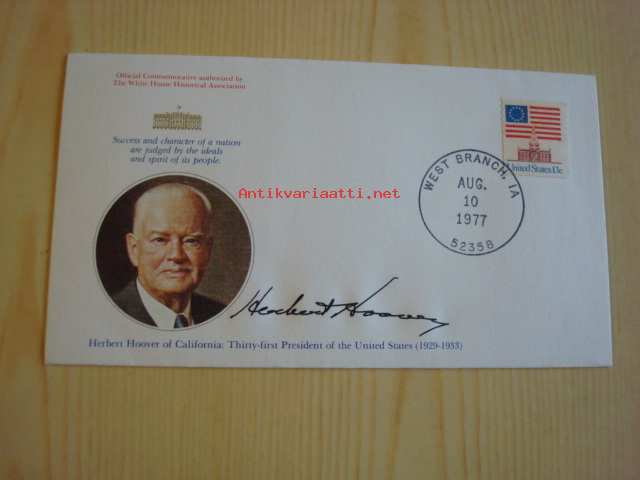 Official Commemorative authorized by
The White House Historical Association
Success and character of a nation
are judged by the ideals
and spirit of its people.
Antikvariaatti.net
United States 13c
WEST BRANCH, IA
AUG.
10
1977
52358
Herbert Hoover
Herbert Hoover of California: Thirty-first President of the United States (1929-1933)